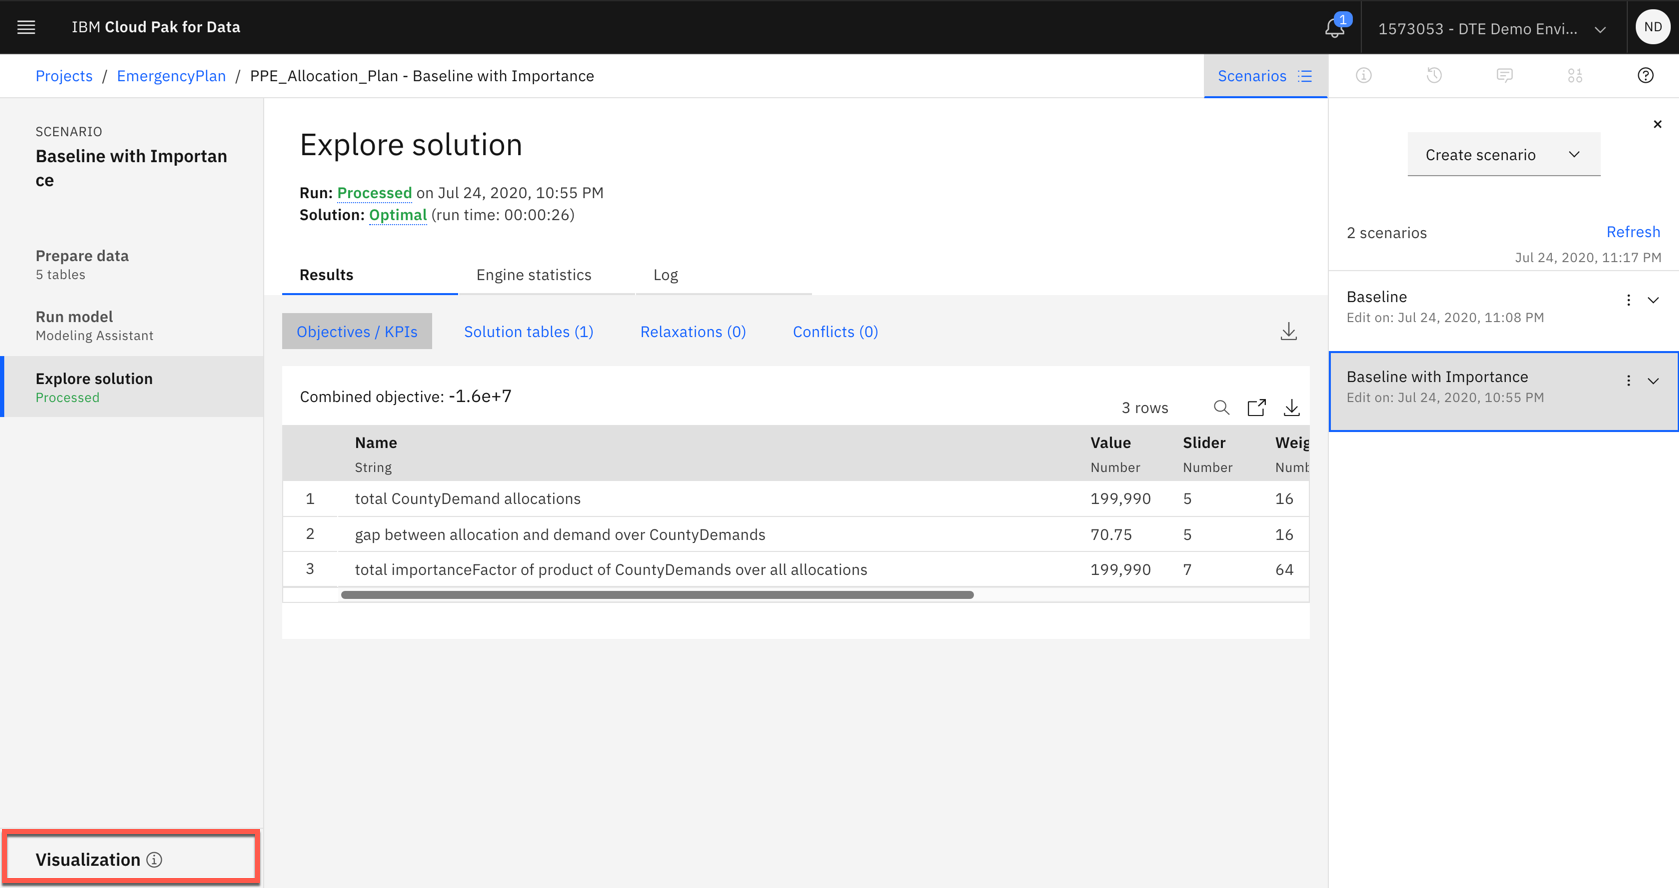 IBM Cloud Pak for Data
1
1573053 - DTE Demo Envi...
ND
Projects / EmergencyPlan / PPE_Allocation_Plan - Baseline with Importance
Scenarios
SCENARIO
Baseline with Importan
ce
Prepare data
5 tables
Run model
Modeling Assistant
Explore solution
Processed
Visualization
Explore solution
Run: Processed on Jul 24, 2020, 10:55 PM
Solution: Optimal (run time: 00:00:26)
Results Engine statistics Log
Objectives / KPIs Solution tables (1) Relaxations (0) Conflicts (0)
Combined objective: -1.6e+7
3 rows
Name Value Slider Weig
String Number Number Numb
1 total CountyDemand allocations 199,990 5 16
2 gap between allocation and demand over CountyDemands 70.75 5 16
3 total importanceFactor of product of CountyDemands over all allocations 199,990 7 64
Create scenario
2 scenarios Refresh
Jul 24, 2020, 11:17 PM
Baseline
Edit on: Jul 24, 2020, 11:08 PM
Baseline with Importance
Edit on: Jul 24, 2020, 10:55 PM